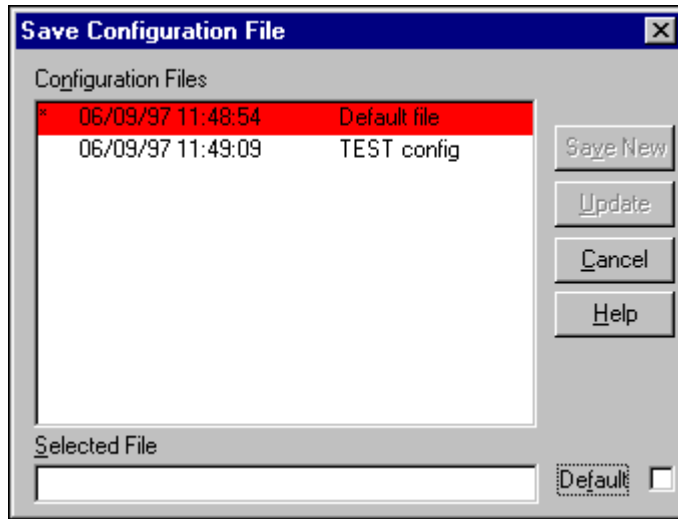 Save Configuration File
Configuration Files
* 06/09/97 11:48:54 Default file
06/09/97 11:49:09 TEST config
Save New
Update
Cancel
Help
Selected File
Default